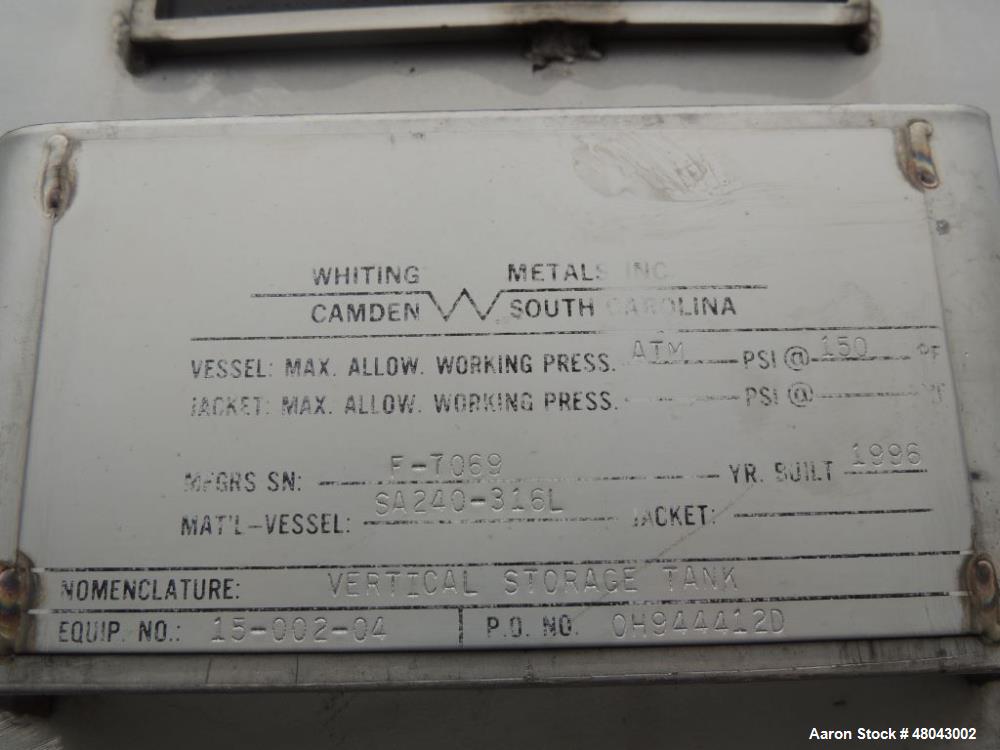 WHITING METALS INC.
CAMDEN W SOUTH CAROLINA
VESSEL: MAX. ALLOW. WORKING PRESS. ATM PSI @ 150 °F
JACKET: MAX. ALLOW. WORKING PRESS. PSI @ °F
MFGRS SN: F-7069 YR. BUILT 1996
MAT'L-VESSEL: SA240-316L JACKET:
NOMENCLATURE: VERTICAL STORAGE TANK
EQUIP. NO.: 15-002-04 P.O. NO. OH944412D
Aaron Stock # 48043002